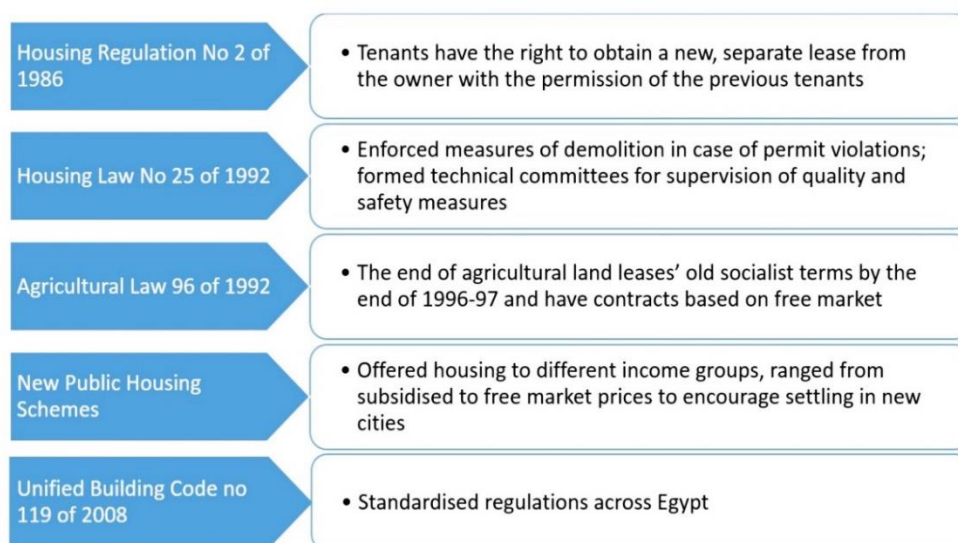 Housing Regulation No 2 of
1986
• Tenants have the right to obtain a new, separate lease from
the owner with the permission of the previous tenants
Housing Law No 25 of 1992
• Enforced measures of demolition in case of permit violations;
formed technical committees for supervision of quality and
safety measures
Agricultural Law 96 of 1992
• The end of agricultural land leases' old socialist terms by the
end of 1996-97 and have contracts based on free market
New Public Housing
Schemes
• Offered housing to different income groups, ranged from
subsidised to free market prices to encourage settling in new
cities
Unified Building Code no
119 of 2008
• Standardised regulations across Egypt